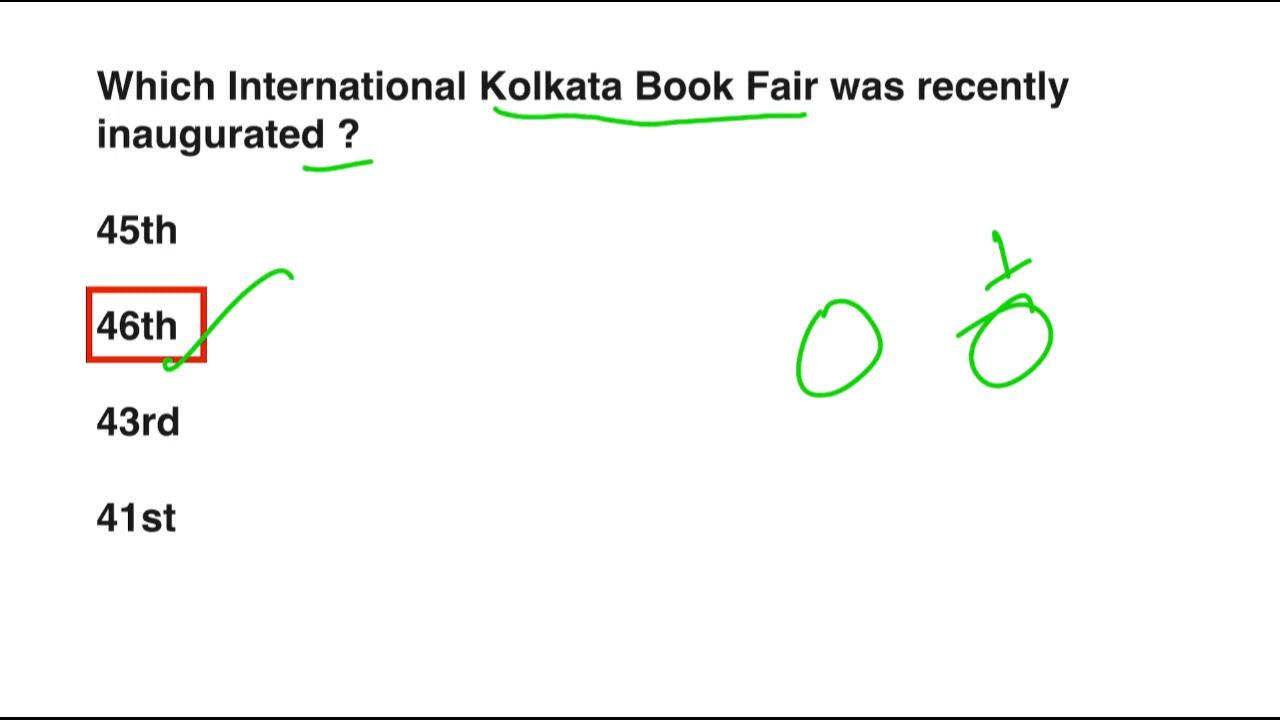 Which International Kolkata Book Fair was recently
inaugurated ?
45th
46th
43rd
41st